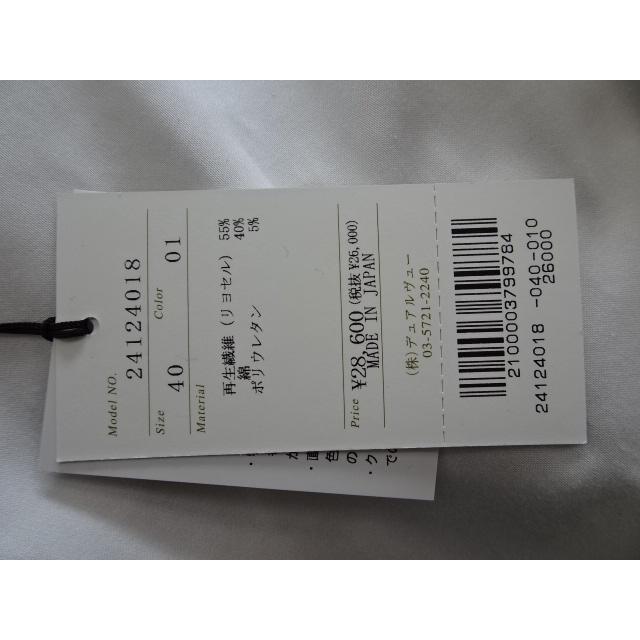 Model NO.
24124018
Size Color
40 01
Material
再生繊維 (リヨセル) 55%
綿 40%
ポリウレタン 5%
Price ¥28,600 (税抜 ¥26,000)
MADE IN JAPAN
(株)デュアルヴュー
03-5721-2240
2100003799784
24124018 -040-010
26000